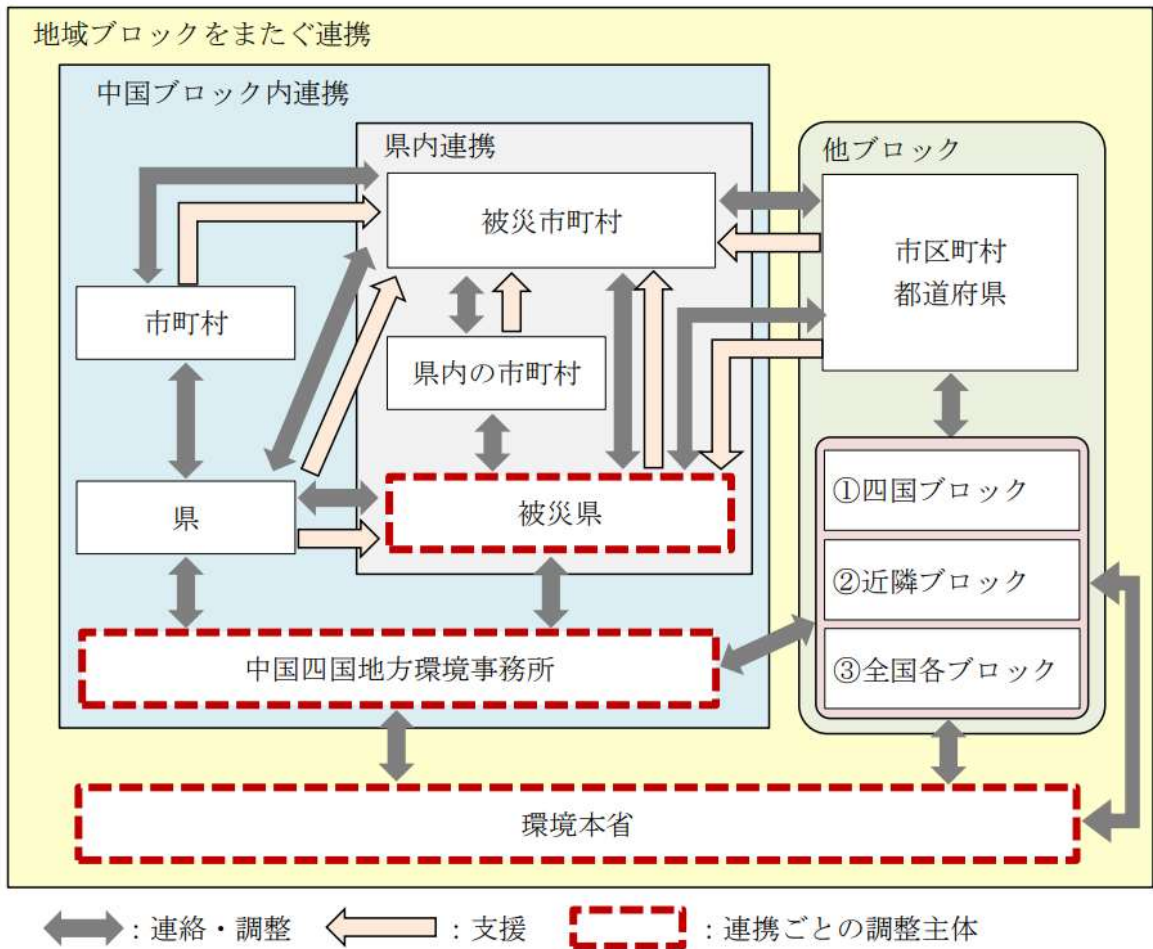 地域ブロックをまたぐ連携
中国ブロック内連携
県内連携
他ブロック
被災市町村
市区町村
都道府県
市町村
県内の市町村
県
被災県
①四国ブロック
②近隣ブロック
③全国各ブロック
中国四国地方環境事務所
環境本省
：連絡・調整
：支援
：連携ごとの調整主体